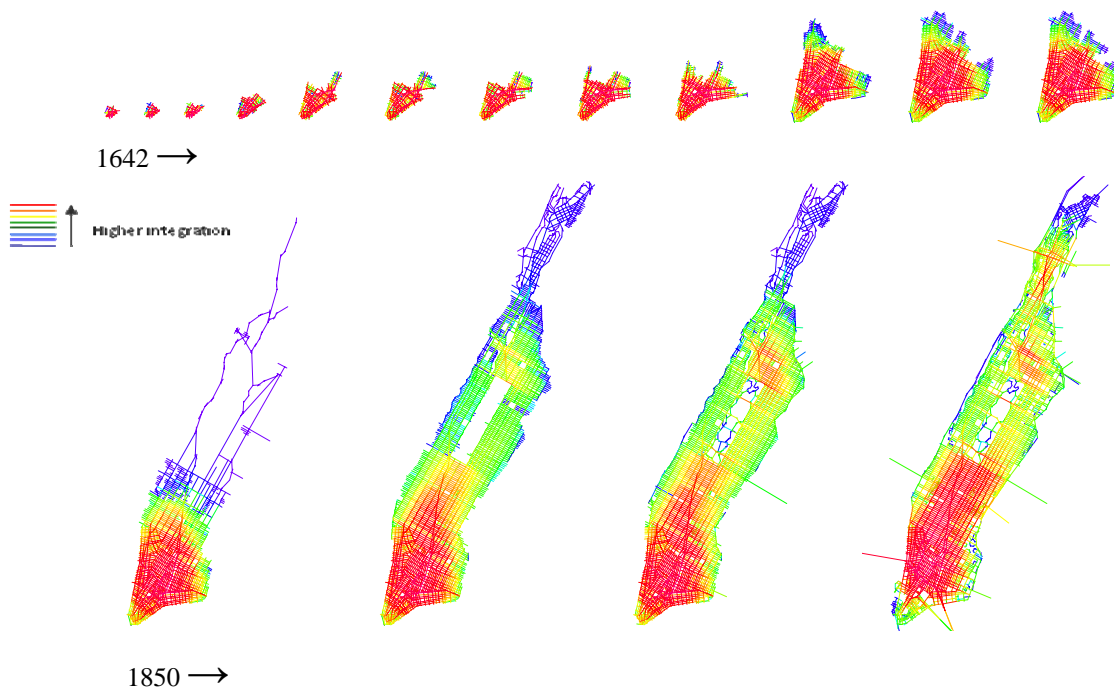 1642 →
Higher integration
1850 →